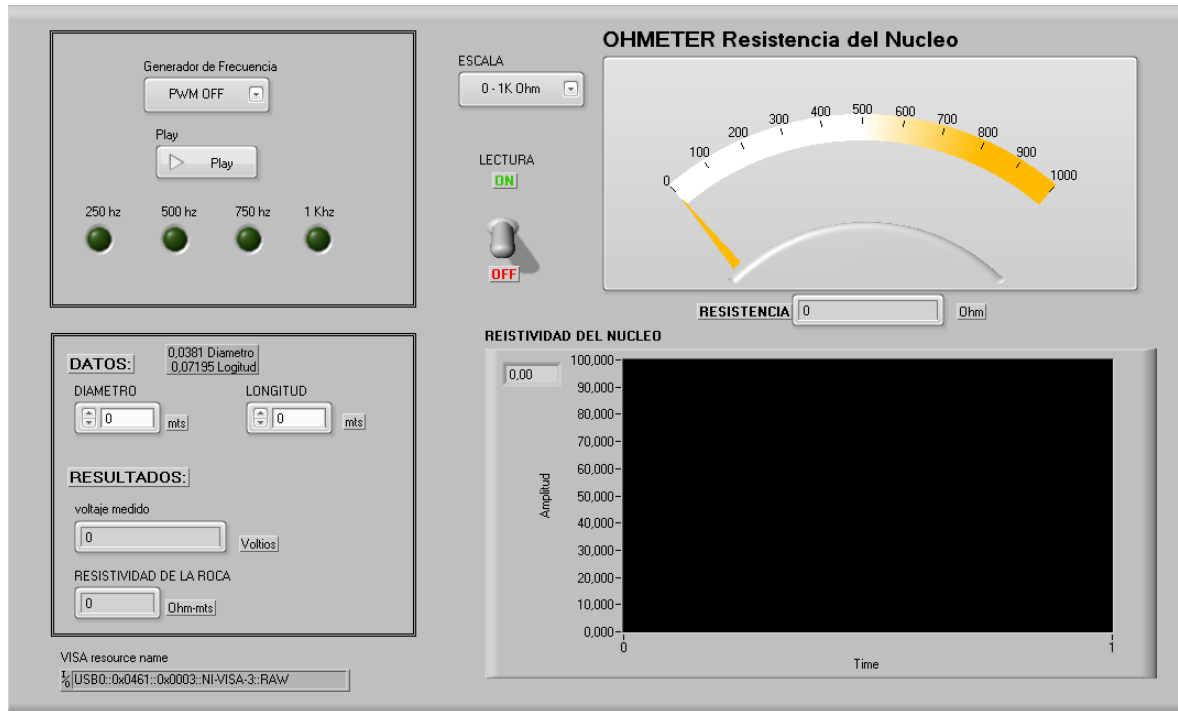 OHMETER Resistencia del Nucleo
Generador de Frecuencia
PWM OFF
Play
Play
250 hz
500 hz
750 hz
1 Khz
ESCALA
0 - 1K Ohm
LECTURA
ON
OFF
0
100
200
300
400
500
600
700
800
900
1000
RESISTENCIA
0
Ohm
DATOS:
0,0381 Diametro
0,07195 Logitud
DIAMETRO
0
mts
LONGITUD
0
mts
RESULTADOS:
voltaje medido
0
Voltios
RESISTIVIDAD DE LA ROCA
0
Ohm-mts
VISA resource name
I/O
USB0::0x0461::0x0003::NI-VISA-3::RAW
REISTIVIDAD DEL NUCLEO
0,00
100,000
90,000
80,000
70,000
60,000
50,000
40,000
30,000
20,000
10,000
0,000
Amplitud
0
1
Time